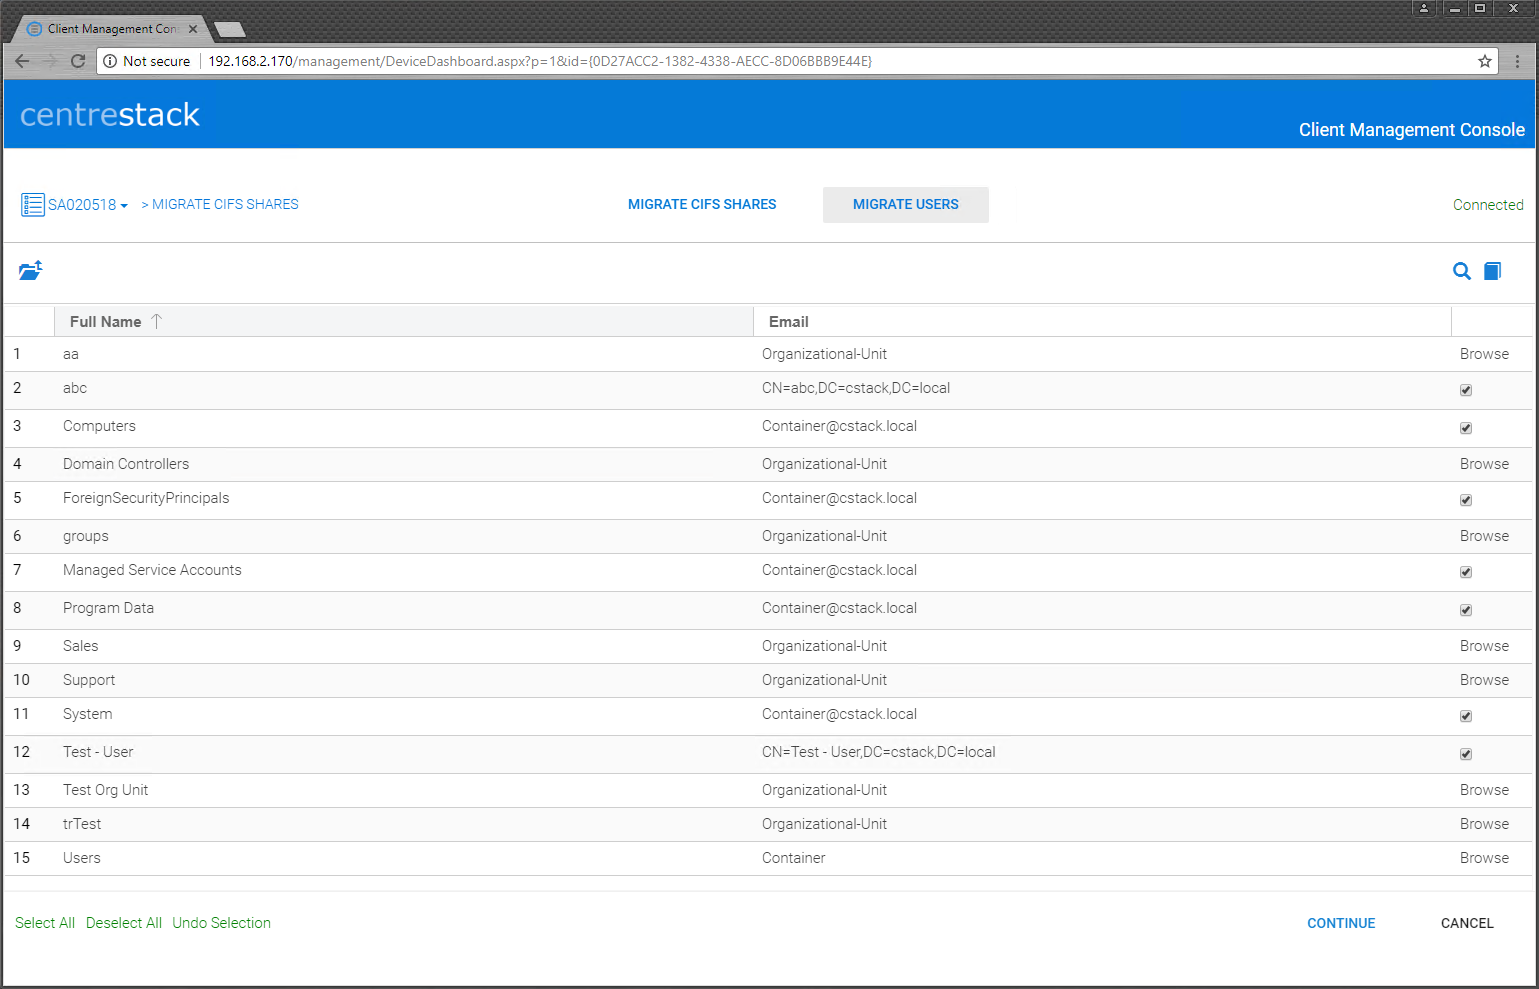 Client Management Con
Not secure 192.168.2.170/management/DeviceDashboard.aspx?p=1&id={0D27ACC2-1382-4338-AECC-8D06BBB9E44E}
centrestack
Client Management Console
SA020518 > MIGRATE CIFS SHARES MIGRATE CIFS SHARES MIGRATE USERS Connected
Full Name Email
1 aa Organizational-Unit Browse
2 abc CN=abc,DC=cstack,DC=local
3 Computers Container@cstack.local
4 Domain Controllers Organizational-Unit Browse
5 ForeignSecurityPrincipals Container@cstack.local
6 groups Organizational-Unit Browse
7 Managed Service Accounts Container@cstack.local
8 Program Data Container@cstack.local
9 Sales Organizational-Unit Browse
10 Support Organizational-Unit Browse
11 System Container@cstack.local
12 Test - User CN=Test - User,DC=cstack,DC=local
13 Test Org Unit Organizational-Unit Browse
14 trTest Organizational-Unit Browse
15 Users Container Browse
Select All Deselect All Undo Selection CONTINUE CANCEL